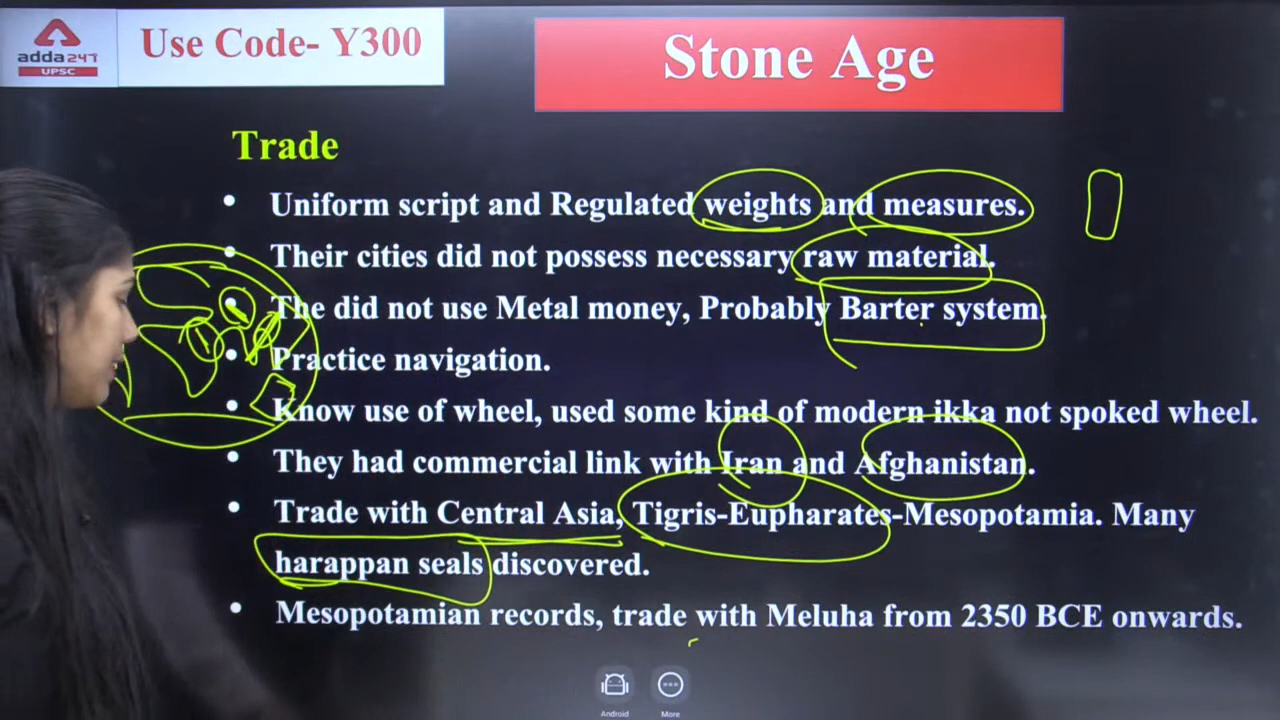 adda247
UPSC
Use Code- Y300
Stone Age
Trade
• Uniform script and Regulated weights and measures.
• Their cities did not possess necessary raw material.
• The did not use Metal money, Probably Barter system.
• Practice navigation.
• Know use of wheel, used some kind of modern ikka not spoked wheel.
• They had commercial link with Iran and Afghanistan.
• Trade with Central Asia, Tigris-Eupharates-Mesopotamia. Many
harappan seals discovered.
• Mesopotamian records, trade with Meluha from 2350 BCE onwards.
Android
More